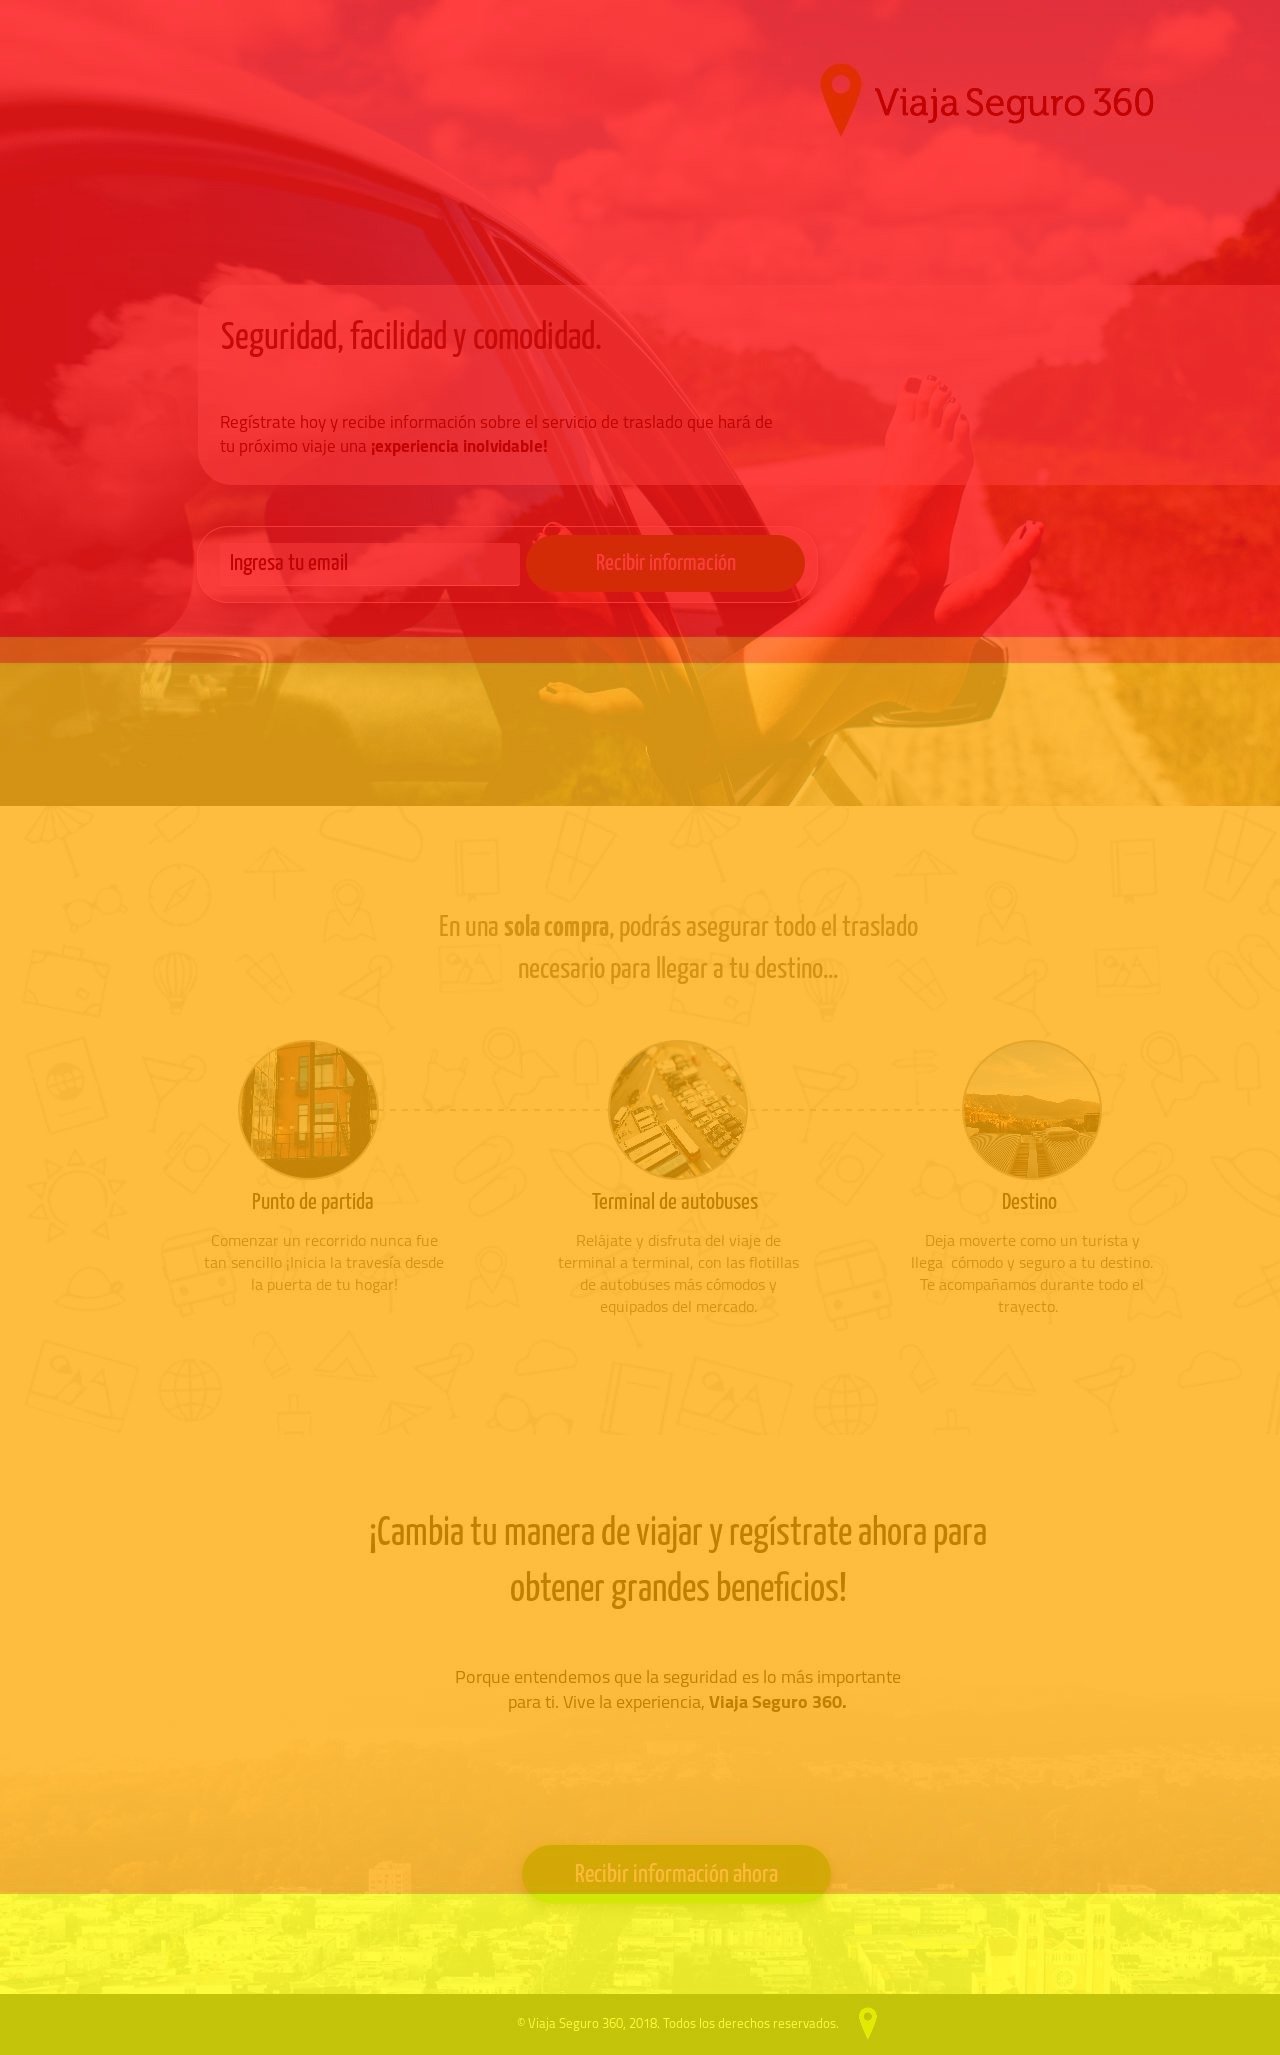 Viaja Seguro 360
Seguridad, facilidad y comodidad.
Regístrate hoy y recibe información sobre el servicio de traslado que hará de
tu próximo viaje una ¡experiencia inolvidable!
Ingresa tu email
Recibir información
En una sola compra, podrás asegurar todo el traslado
necesario para llegar a tu destino...
Punto de partida
Comenzar un recorrido nunca fue
tan sencillo ¡Inicia la travesía desde
la puerta de tu hogar!
Terminal de autobuses
Relájate y disfruta del viaje de
terminal a terminal, con las flotillas
de autobuses más cómodos y
equipados del mercado.
Destino
Deja moverte como un turista y
llega  cómodo y seguro a tu destino.
Te acompañamos durante todo el
trayecto.
¡Cambia tu manera de viajar y regístrate ahora para
obtener grandes beneficios!
Porque entendemos que la seguridad es lo más importante
para ti. Vive la experiencia, Viaja Seguro 360.
Recibir información ahora
© Viaja Seguro 360, 2018. Todos los derechos reservados.